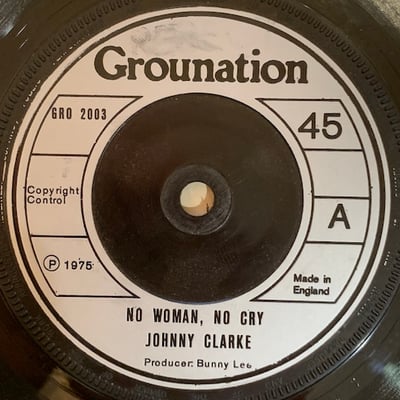 Grounation
GRO 2003
45
Copyright
Control
A
Ⓟ 1975
Made in
England
NO WOMAN, NO CRY
JOHNNY CLARKE
Producer: Bunny Lee